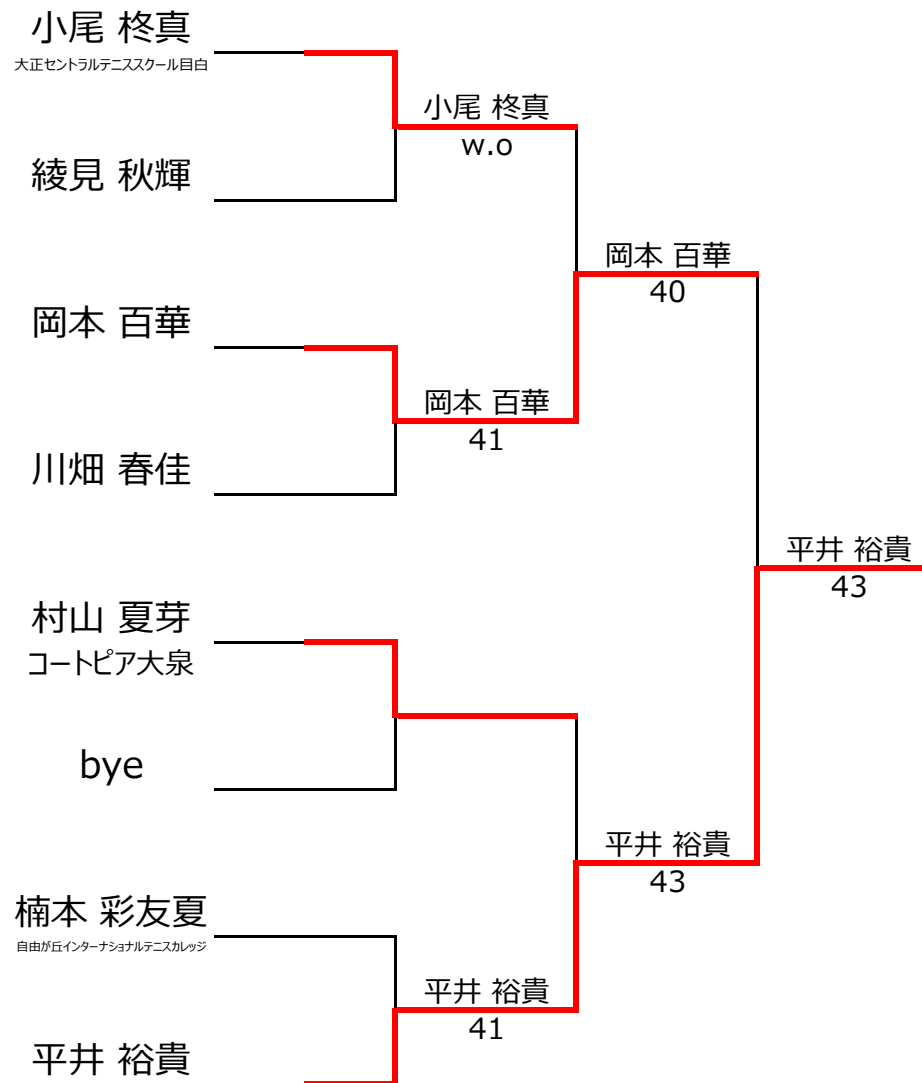 小尾 柊真
大正セントラルテニススクール目白
小尾 柊真
w.o
綾見 秋輝
岡本 百華
40
岡本 百華
岡本 百華
41
川畑 春佳
平井 裕貴
43
村山 夏芽
コートピア大泉
bye
平井 裕貴
43
楠本 彩友夏
自由が丘インターナショナルテニスカレッジ
平井 裕貴
41
平井 裕貴